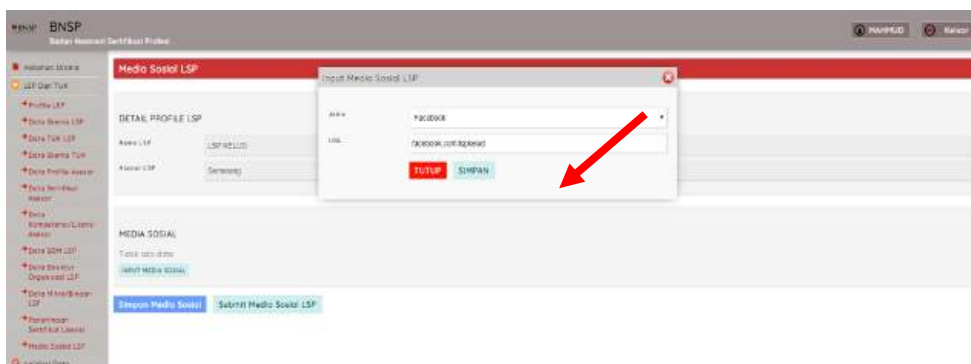 BNSP
BNSP
Badan Nasional Sertifikasi Profesi
MAHMUD
Keluar
Halaman Utama
LSP Dan TUK
Profile LSP
Data Skema LSP
Data TUK LSP
Data Skema TUK
Data Profile Asesor
Data Sertifikasi
Asesor
Data
Kompetensi/Lisensi
Asesor
Data SDM LSP
Data Struktur
Organisasi LSP
Data Mitra/Binaan
LSP
Penerimaan
Sertifikat Lisensi
Media Sosial LSP
Media Sosial LSP
DETAIL PROFILE LSP
Nama LSP
LSP KELUD
Alamat LSP
Semarang
MEDIA SOSIAL
Tidak ada data
INPUT MEDIA SOSIAL
Simpan Media Sosial
Submit Media Sosial LSP
Input Media Sosial LSP
Jenis
Facebook
URL
facebook.com/lspkelud
TUTUP
SIMPAN